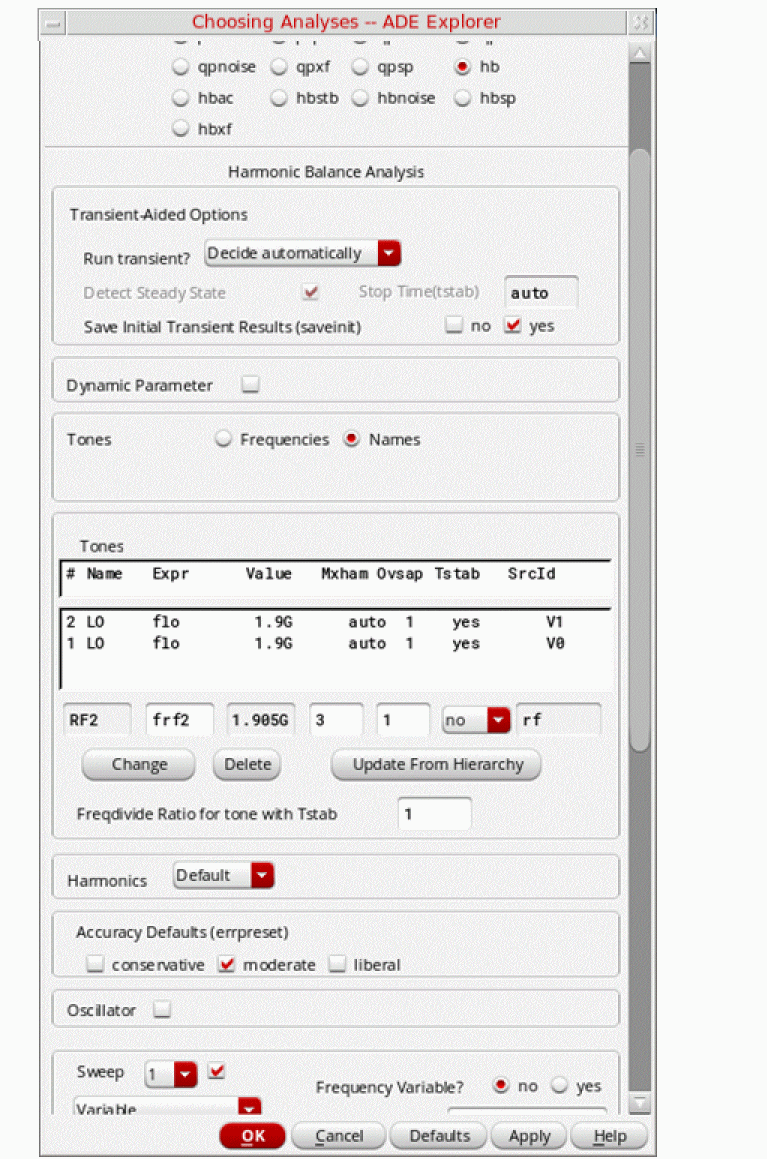 Choosing Analyses -- ADE Explorer
qpnoise qpxf qpsp hb
hbac hbstb hbnoise hbsp
hbxf
Harmonic Balance Analysis
Transient-Aided Options
Run transient? Decide automatically
Detect Steady State Stop Time(tstab) auto
Save Initial Transient Results (saveinit) no yes
Dynamic Parameter
Tones Frequencies Names
Tones
# Name Expr Value Mxham Ovsap Tstab SrcId
2 LO flo 1.9G auto 1 yes V1
1 LO flo 1.9G auto 1 yes V0
RF2 frf2 1.905G 3 1 no rf
Change Delete Update From Hierarchy
Freqdivide Ratio for tone with Tstab 1
Harmonics Default
Accuracy Defaults (errpreset)
conservative moderate liberal
Oscillator
Sweep 1 Frequency Variable? no yes
Variable
OK Cancel Defaults Apply Help